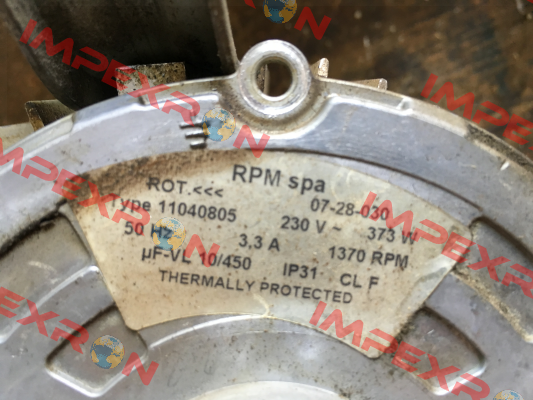 RPM spa
ROT.<<< 07-28-030
Type 11040805 230 V ~ 373 W
50 HZ 3,3 A 1370 RPM
µF-VL 10/450 IP31 CL F
THERMALLY PROTECTED
IMPEXRON
IMPEXRON
IMPEXRON
IMPEXRON
IMPEXRON
IMPEXRON